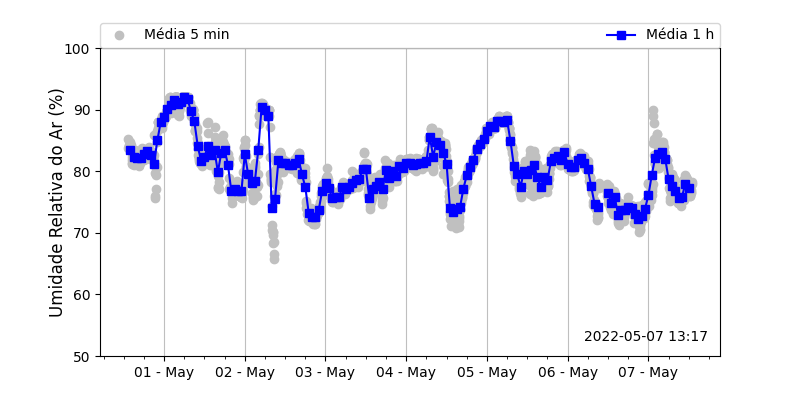 Média 5 min
Média 1 h
Umidade Relativa do Ar (%)
100
90
80
70
60
50
2022-05-07 13:17
01 - May
02 - May
03 - May
04 - May
05 - May
06 - May
07 - May